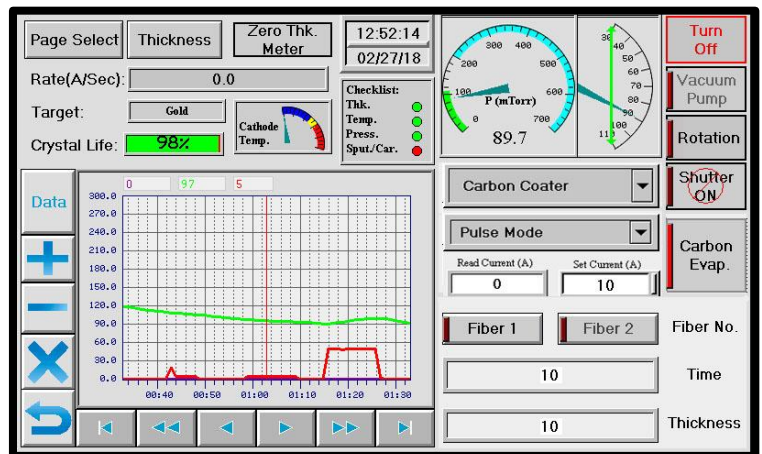 Page Select
Thickness
Zero Thk.
Meter
12:52:14
02/27/18
Rate(A/Sec):
0.0
Target:
Gold
Crystal Life:
98%
Cathode
Temp.
Checklist:
Thk.
Temp.
Press.
Sput./Car.
0
100
200
300
400
500
600
700
P (mTorr)
89.7
40
50
60
70
80
90
100
Turn
Off
Vacuum
Pump
Rotation
Shutter
ON
Carbon
Evap.
Data
0
97
5
300.0
270.0
240.0
210.0
180.0
150.0
120.0
90.0
60.0
30.0
0.0
00:40
00:50
01:00
01:10
01:20
01:30
Carbon Coater
Pulse Mode
Read Current (A)
Set Current (A)
0
10
Fiber 1
Fiber 2
Fiber No.
10
Time
10
Thickness